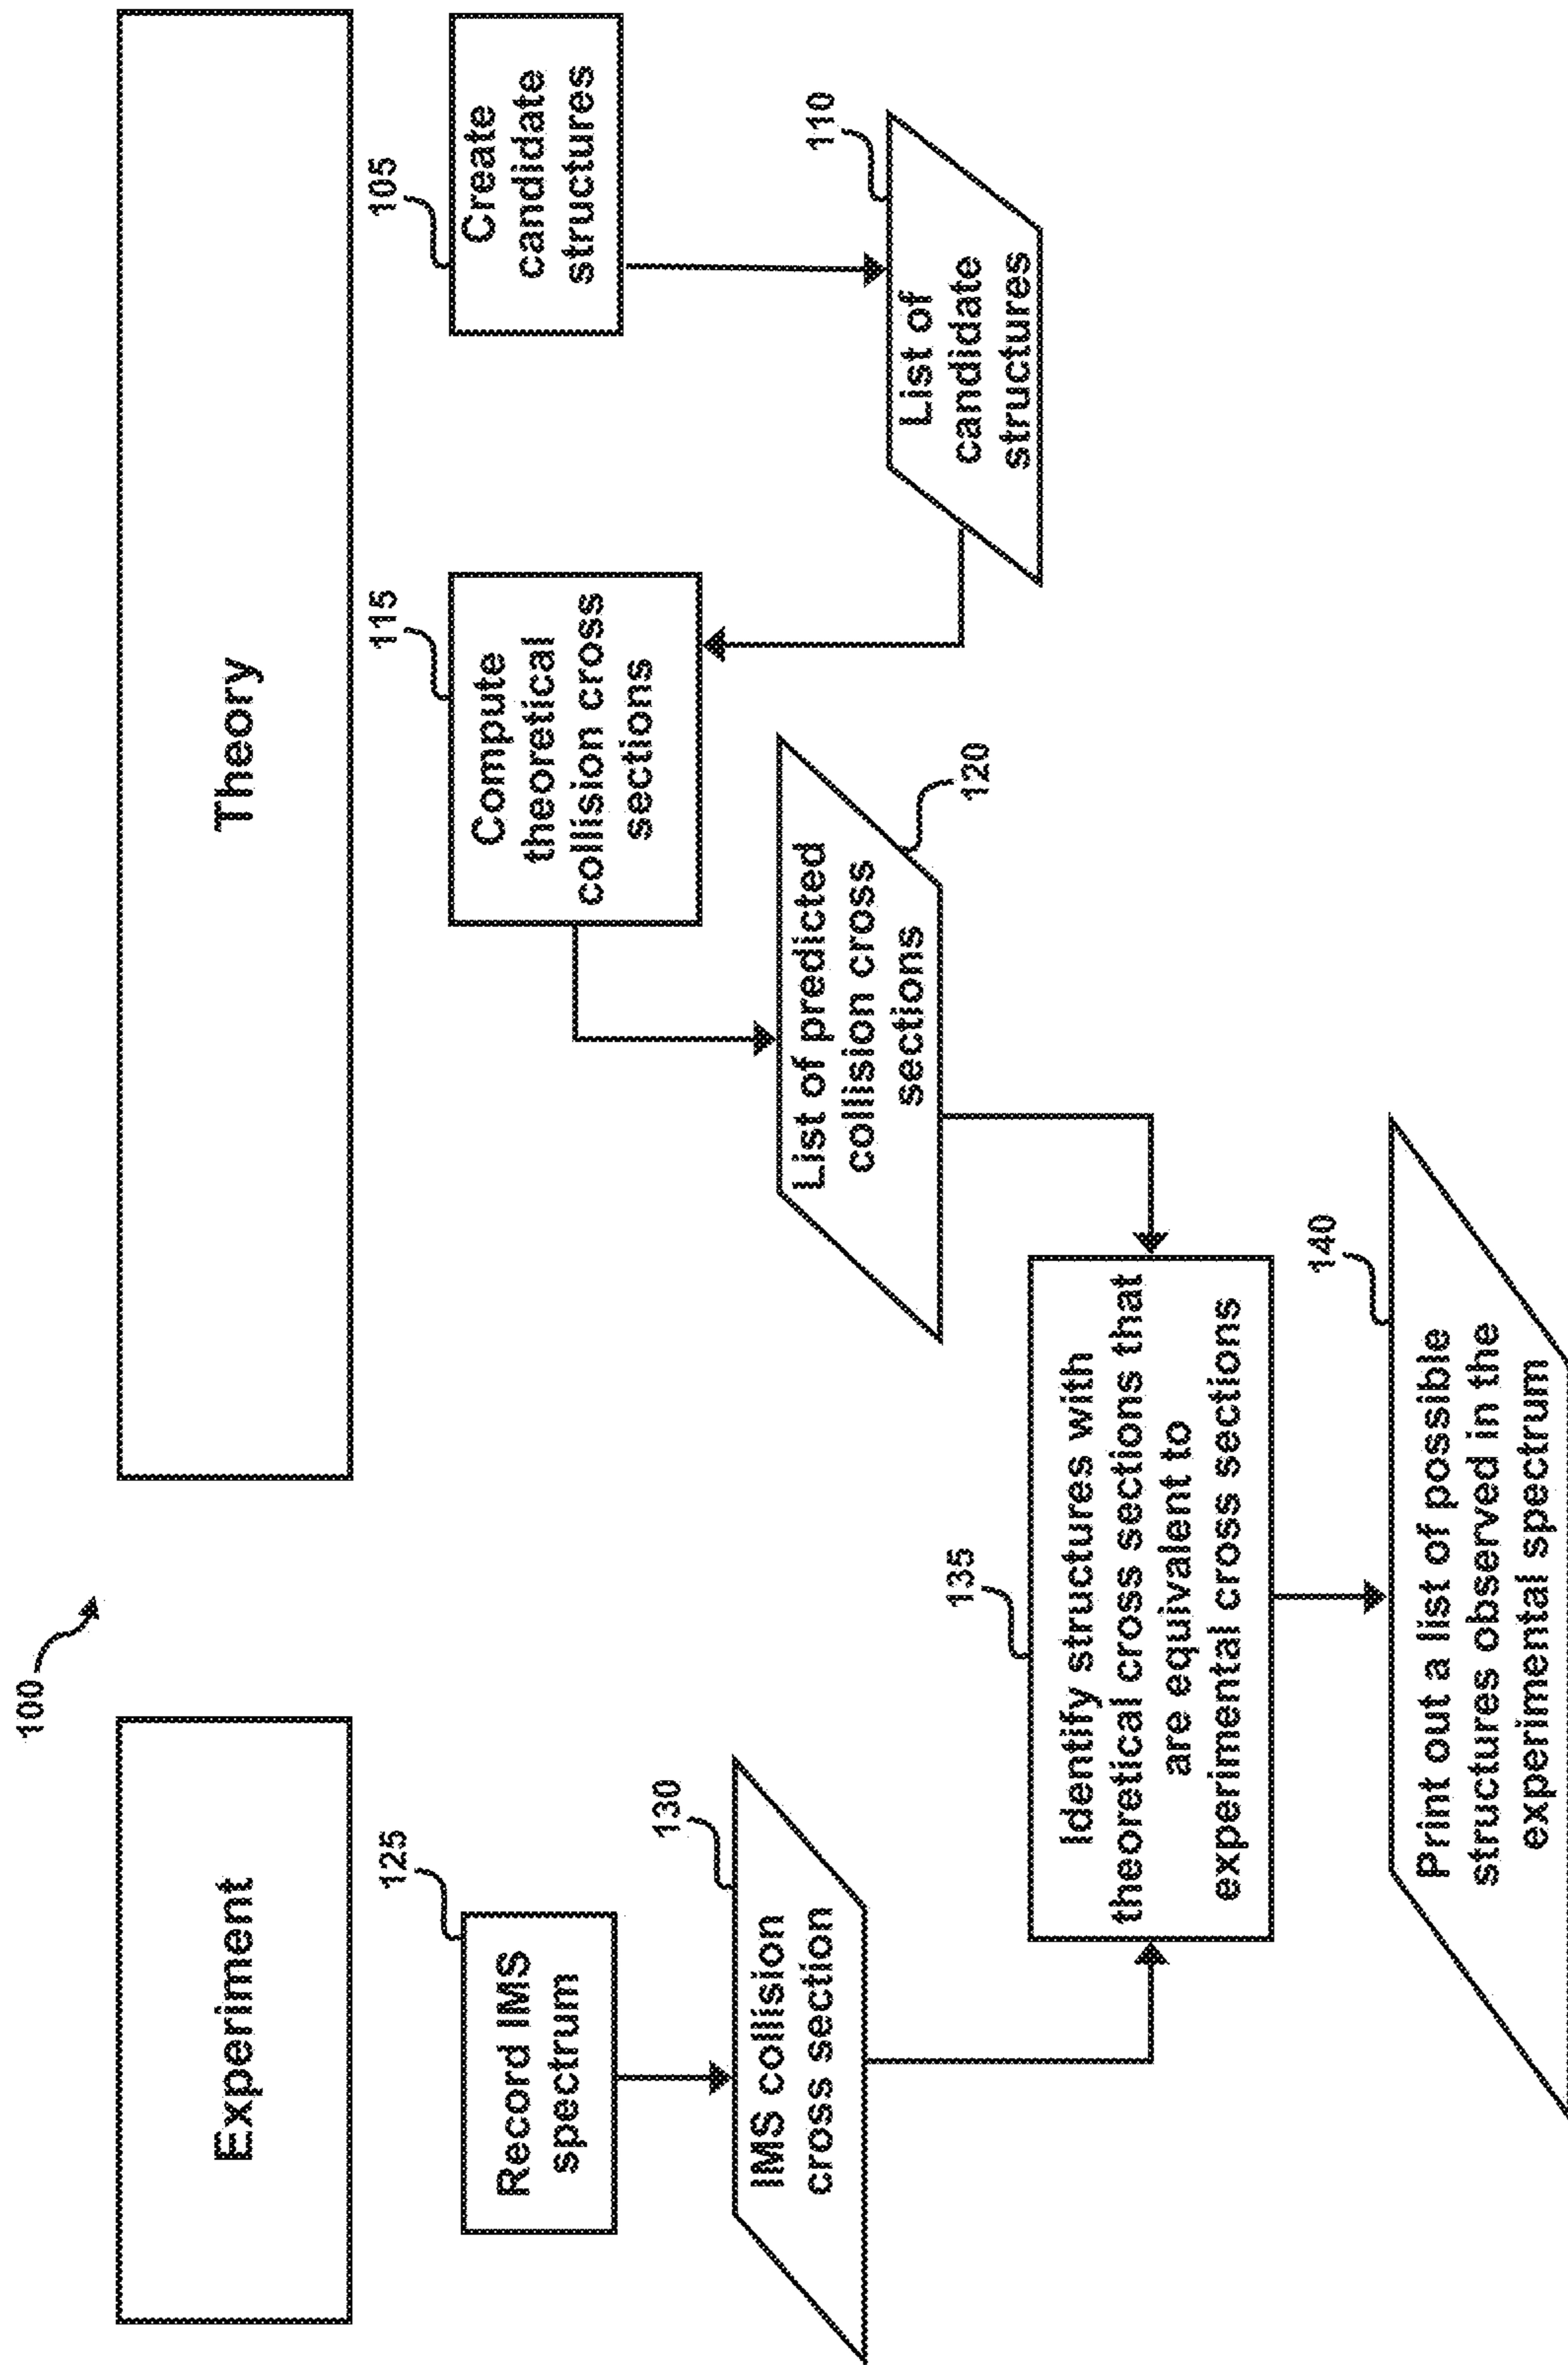 100
Experiment
Theory
125
Record IMS
spectrum
115
Compute
theoretical
collision cross
sections
105
Create
candidate
structures
130
IMS collision
cross section
120
List of predicted
collision cross
sections
110
List of
candidate
structures
135
Identify structures with
theoretical cross sections that
are equivalent to
experimental cross sections
140
Print out a list of possible
structures observed in the
experimental spectrum